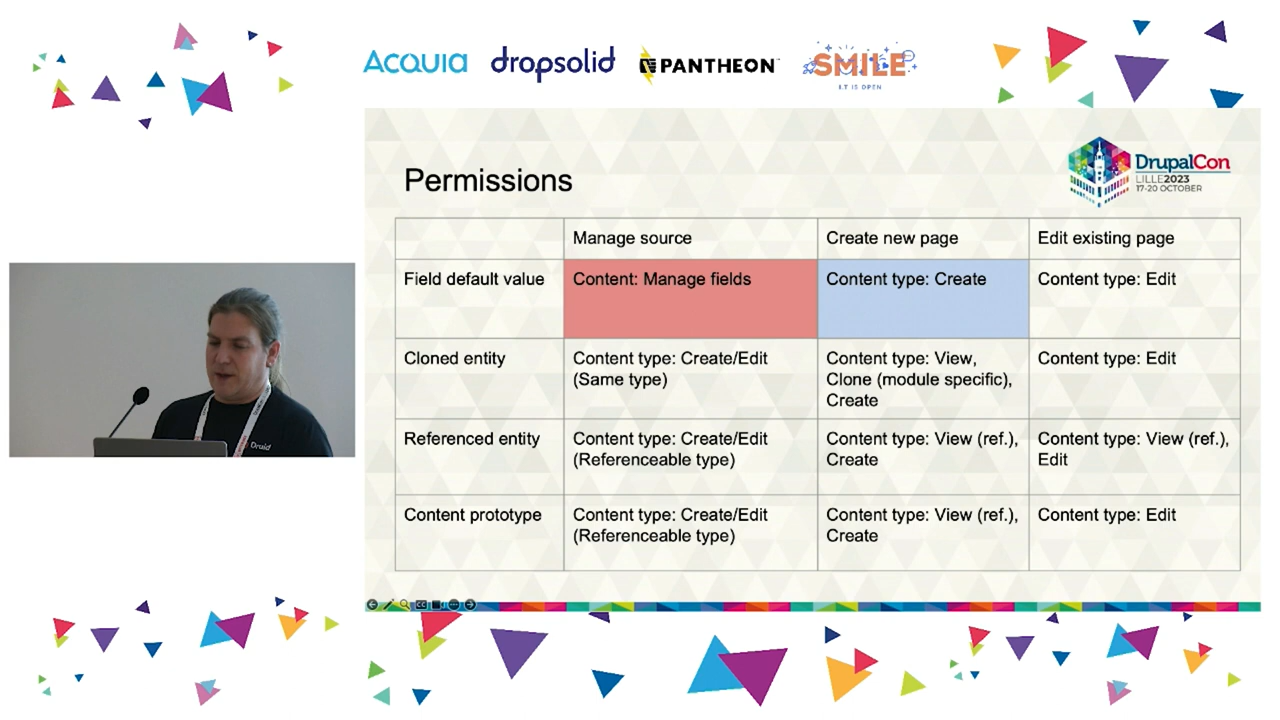 Acquia dropsolid PANTHEON SMILE
I.T IS OPEN
DrupalCon
LILLE2023
17-20 OCTOBER
Permissions
Manage source Create new page Edit existing page
Field default value Content: Manage fields Content type: Create Content type: Edit
Cloned entity Content type: Create/Edit Content type: View, Content type: Edit
(Same type) Clone (module specific),
Create
Referenced entity Content type: Create/Edit Content type: View (ref.), Content type: View (ref.),
(Referenceable type) Create Edit
Content prototype Content type: Create/Edit Content type: View (ref.), Content type: Edit
(Referenceable type) Create
Druid